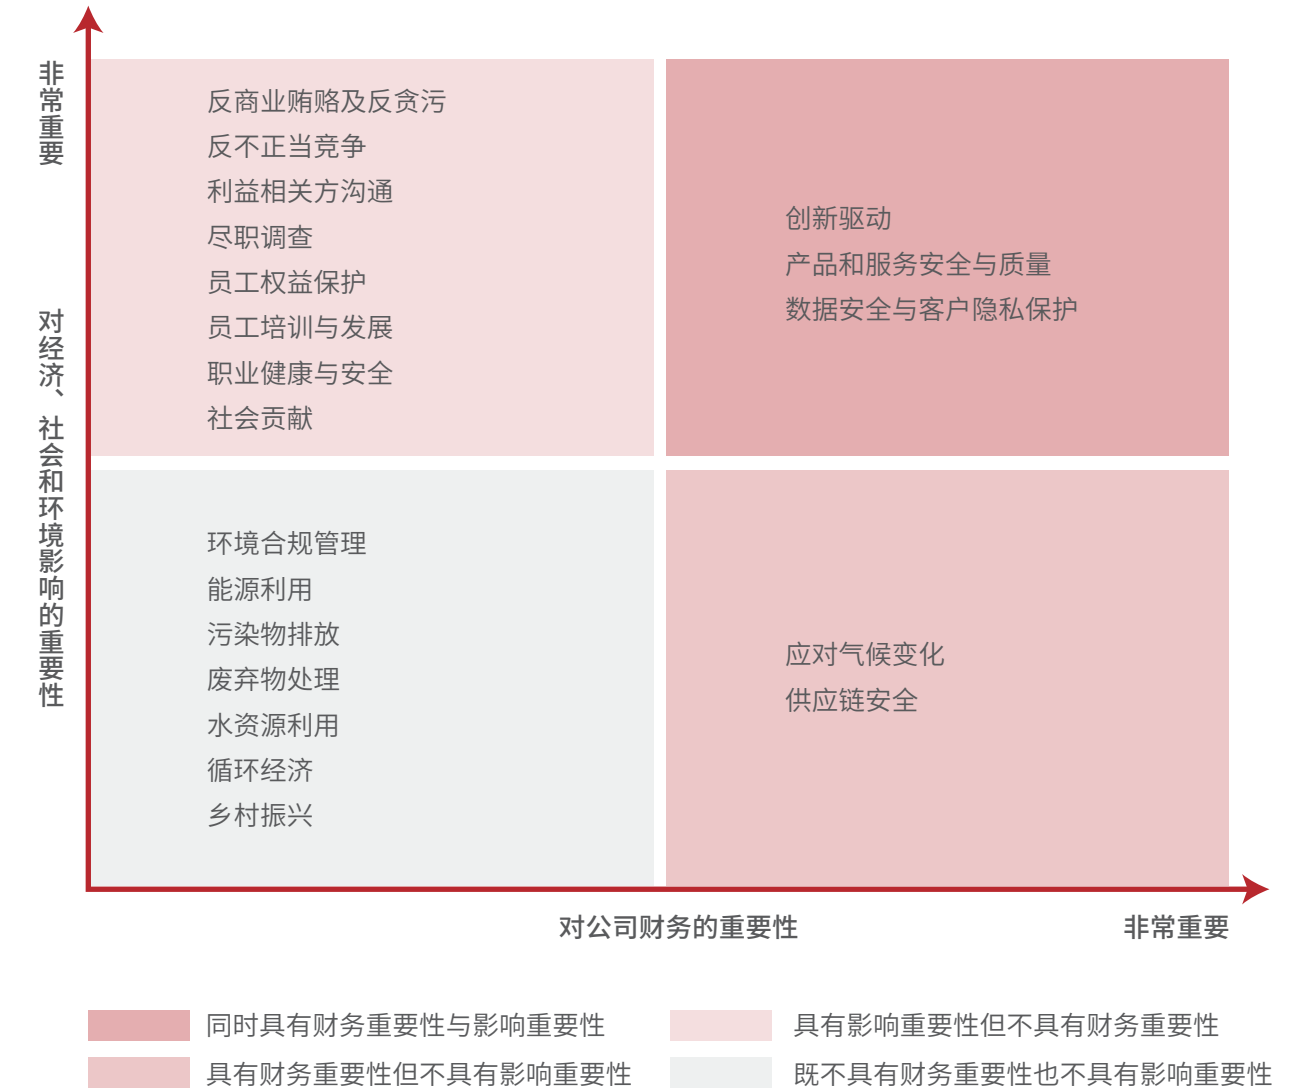 非常重要
对经济、社会和环境影响的重要性
反商业贿赂及反贪污
反不正当竞争
利益相关方沟通
尽职调查
员工权益保护
员工培训与发展
职业健康与安全
社会贡献
创新驱动
产品和服务安全与质量
数据安全与客户隐私保护
环境合规管理
能源利用
污染物排放
废弃物处理
水资源利用
循环经济
乡村振兴
应对气候变化
供应链安全
对公司财务的重要性
非常重要
同时具有财务重要性与影响重要性
具有影响重要性但不具有财务重要性
具有财务重要性但不具有影响重要性
既不具有财务重要性也不具有影响重要性